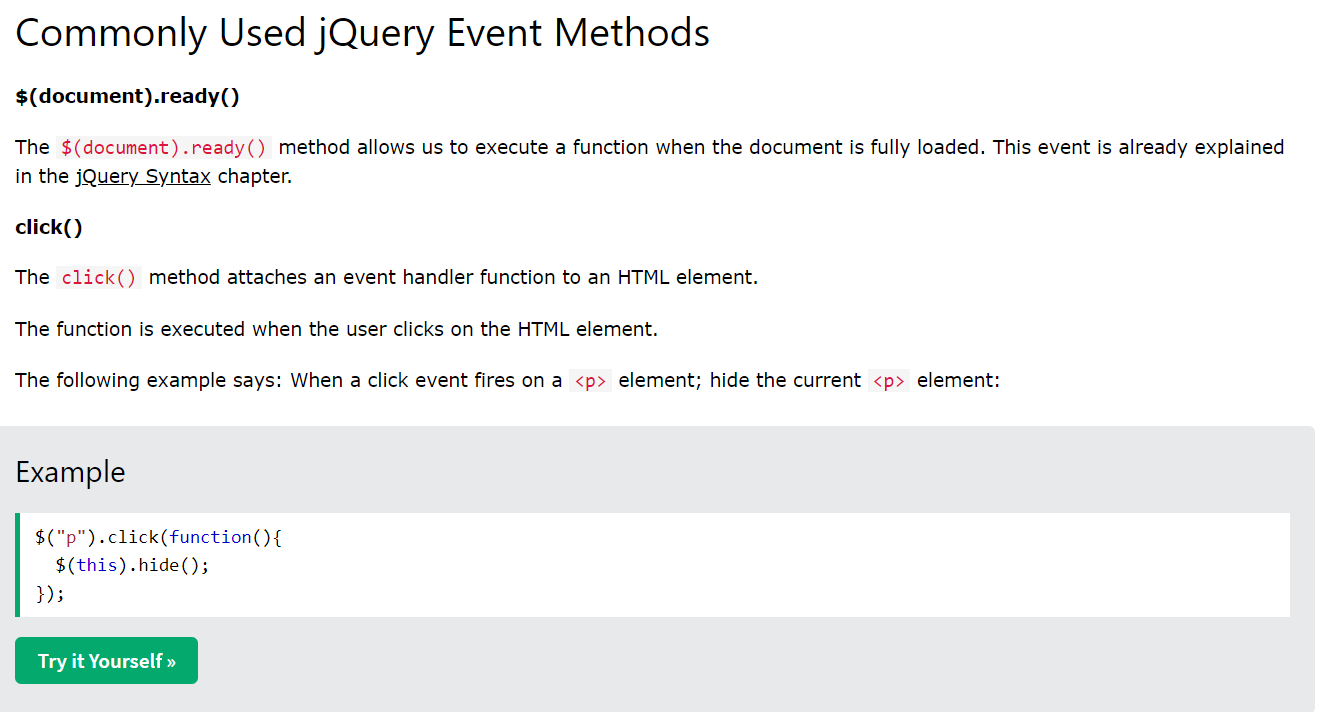 Commonly Used jQuery Event Methods
$(document).ready()
The $(document).ready() method allows us to execute a function when the document is fully loaded. This event is already explained
in the jQuery Syntax chapter.
click()
The click() method attaches an event handler function to an HTML element.
The function is executed when the user clicks on the HTML element.
The following example says: When a click event fires on a <p> element; hide the current <p> element:
Example
$("p").click(function(){
  $(this).hide();
});
Try it Yourself »